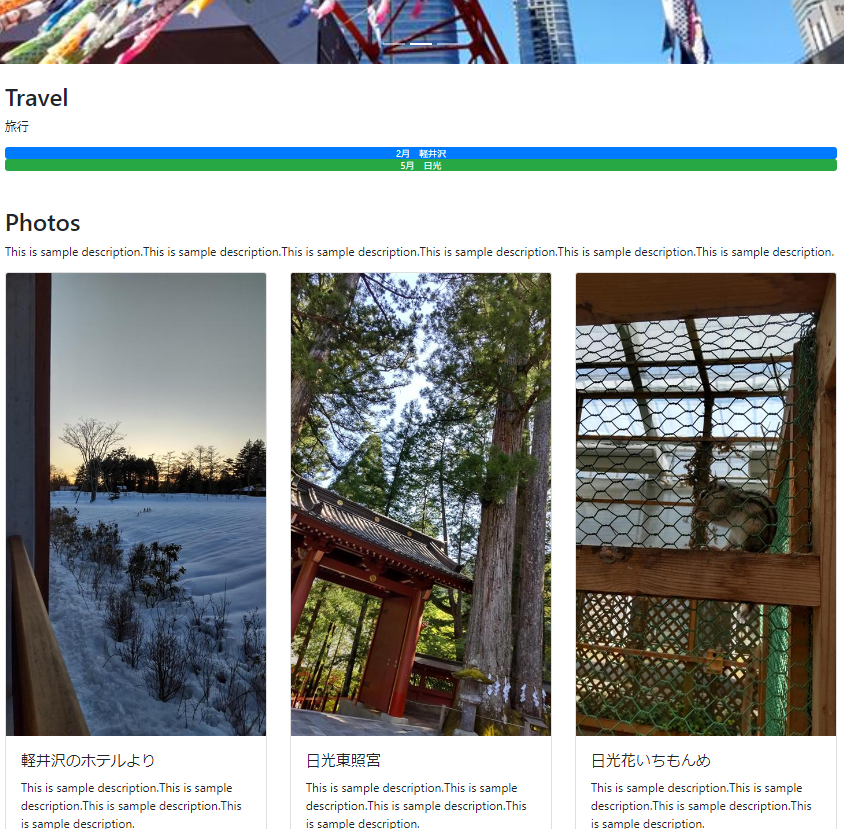 Travel
旅行
2月　軽井沢
5月　日光
Photos
This is sample description.This is sample description.This is sample description.This is sample description.This is sample description.This is sample description.
軽井沢のホテルより
This is sample description.This is sample
description.This is sample description.This
is sample description.
日光東照宮
This is sample description.This is sample
description.This is sample description.This
is sample description.
日光花いちもんめ
This is sample description.This is sample
description.This is sample description.This
is sample description.